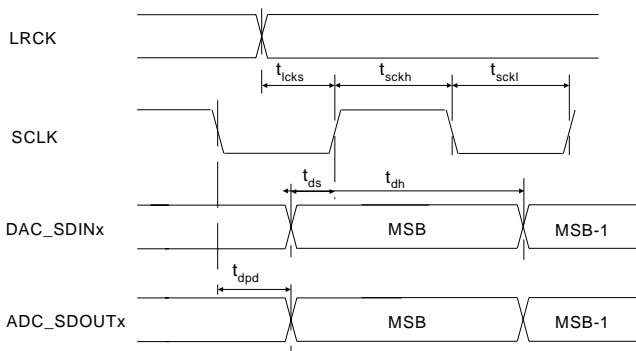 LRCK
t_lcks t_sckh t_sckl
SCLK
t_ds t_dh
DAC_SDINx MSB MSB-1
t_dpd
ADC_SDOUTx MSB MSB-1